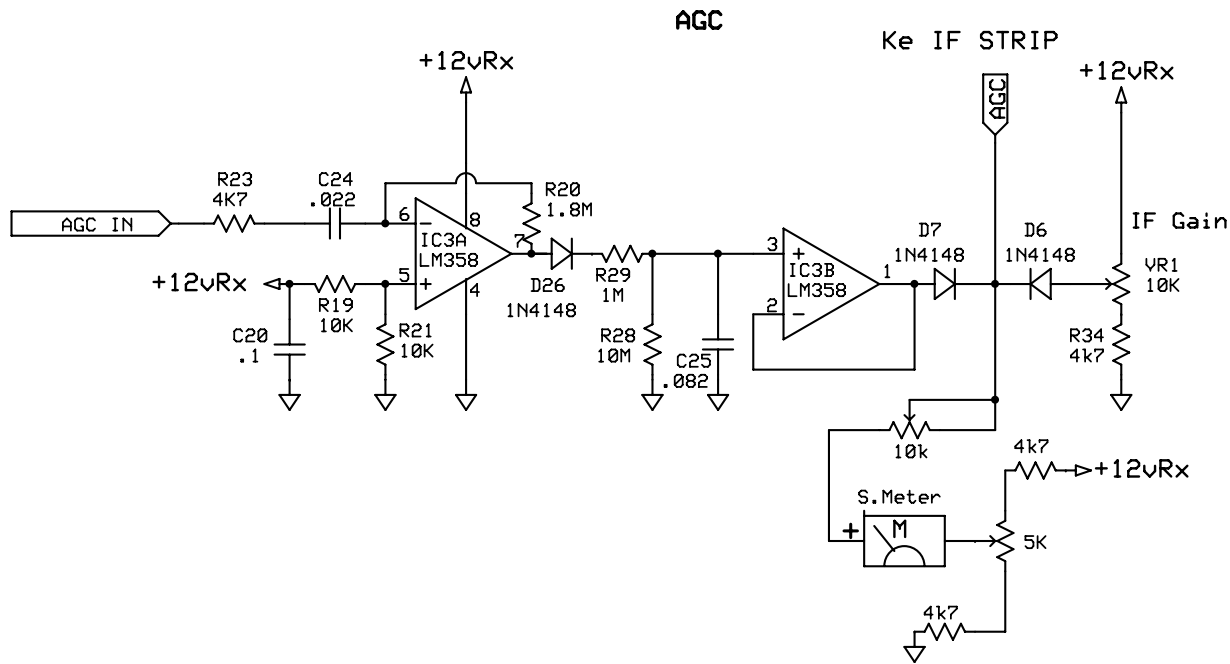 AGC
Ke IF STRIP
+12vRx
+12vRx
AGC
R23
4K7
C24
.022
R20
1.8M
AGC IN
6
-
8
IC3A
LM358
7
5
+
4
D26
1N4148
+12vRx
R19
10K
R21
10K
C20
.1
R29
1M
R28
10M
C25
.082
3
+
IC3B
LM358
1
2
-
D7
1N4148
D6
1N4148
IF Gain
VR1
10K
R34
4k7
10k
4k7
+12vRx
S.Meter
+
M
5K
4k7